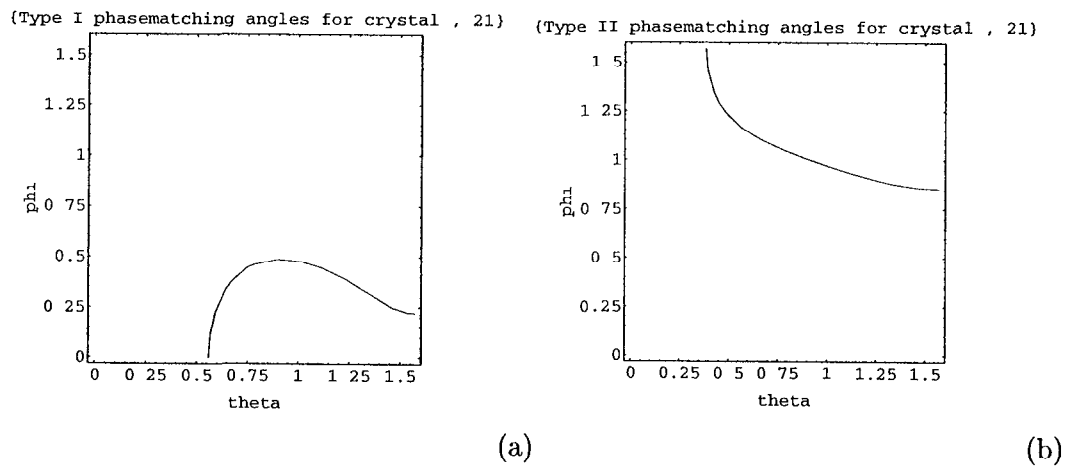 {Type I phasematching angles for crystal , 21}
1.5
1.25
1
0 75
0.5
0 25
0
phi
0 0 25 0.5 0.75 1 1.25 1.5
theta
(a)
{Type II phasematching angles for crystal , 21}
1 5
1 25
1
0 75
0 5
0.25
0
phi
0 0.25 0 5 0 75 1 1.25 1.5
theta
(b)